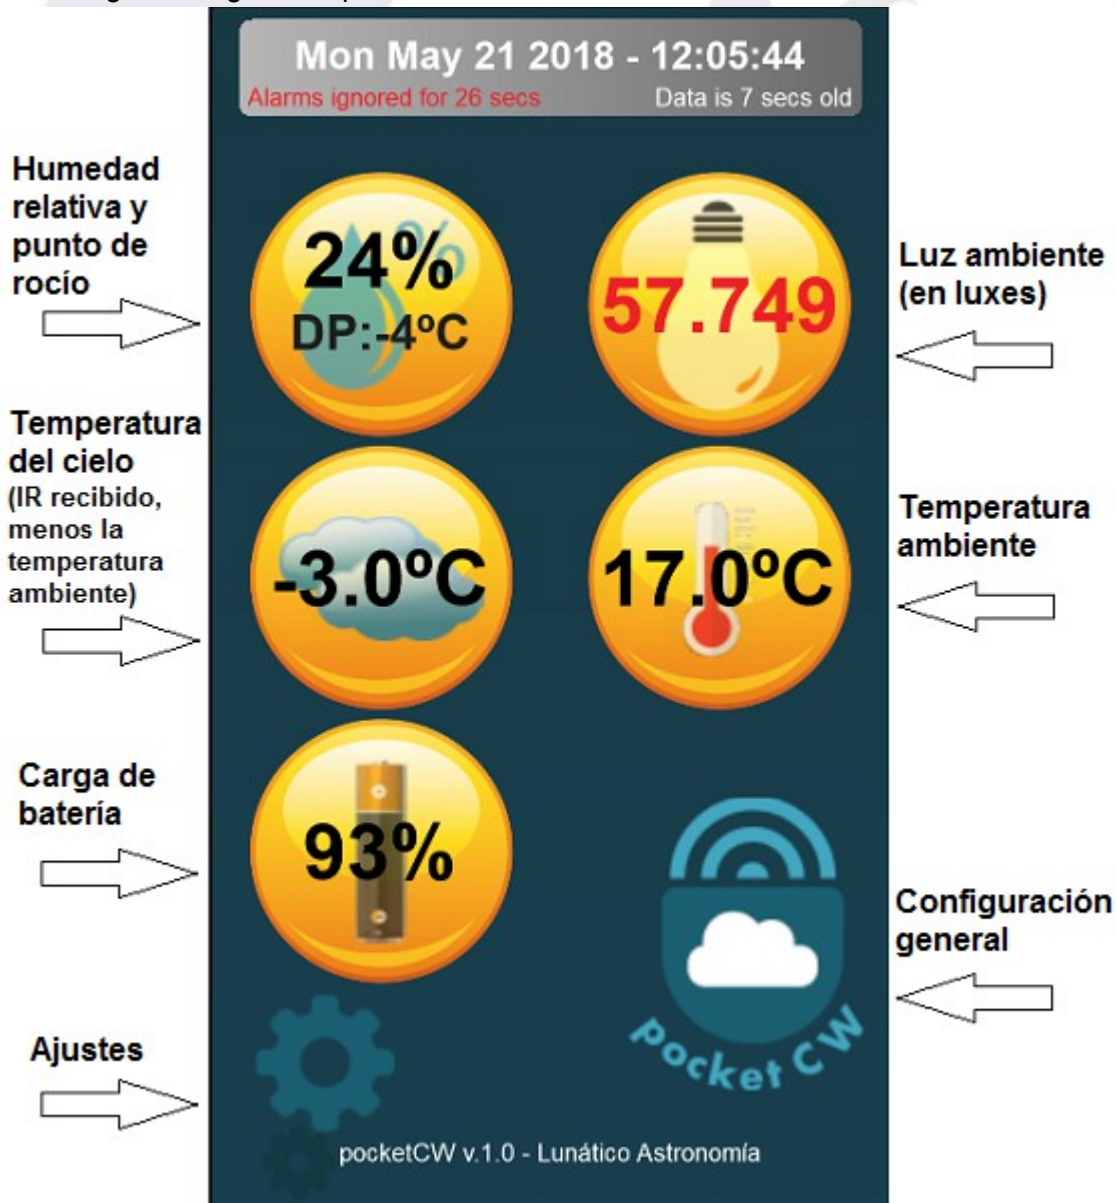 Mon May 21 2018 - 12:05:44
Alarms ignored for 26 secs
Data is 7 secs old
Humedad
relativa y
punto de
rocío
24%
%
DP:-4ºC
57.749
Luz ambiente
(en luxes)
Temperatura
del cielo
(IR recibido,
menos la
temperatura
ambiente)
-3.0ºC
17.0ºC
Temperatura
ambiente
Carga de
batería
93%
Configuración
general
pocket CW
Ajustes
pocketCW v.1.0 - Lunático Astronomía